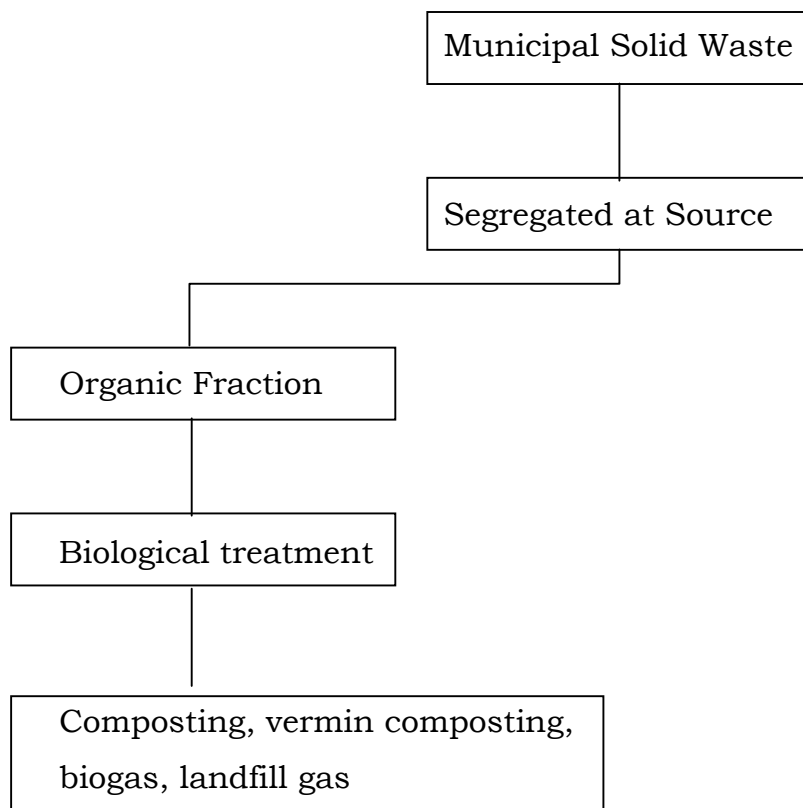 Municipal Solid Waste
Segregated at Source
Organic Fraction
Biological treatment
Composting, vermin composting,
biogas, landfill gas